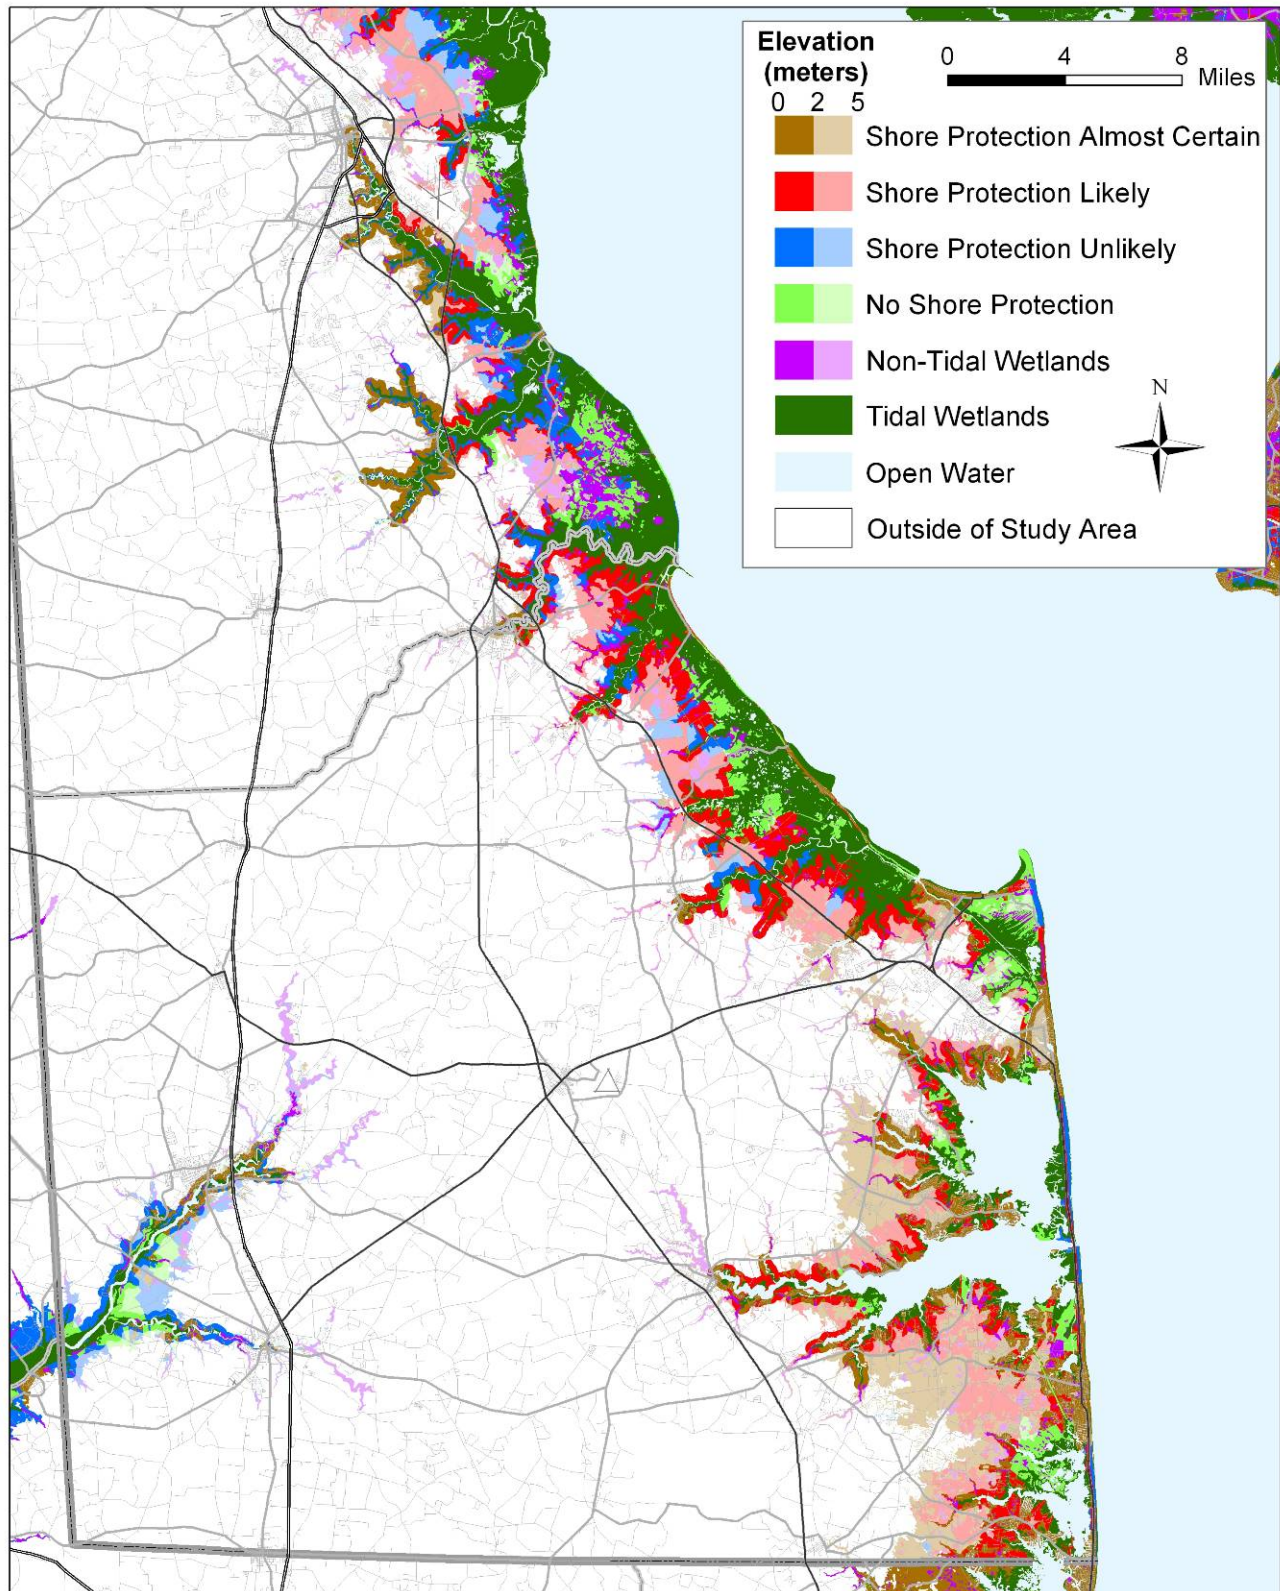 Elevation
(meters)
0 2 5
0 4 8
Miles
Shore Protection Almost Certain
Shore Protection Likely
Shore Protection Unlikely
No Shore Protection
Non-Tidal Wetlands
Tidal Wetlands
Open Water
Outside of Study Area
N